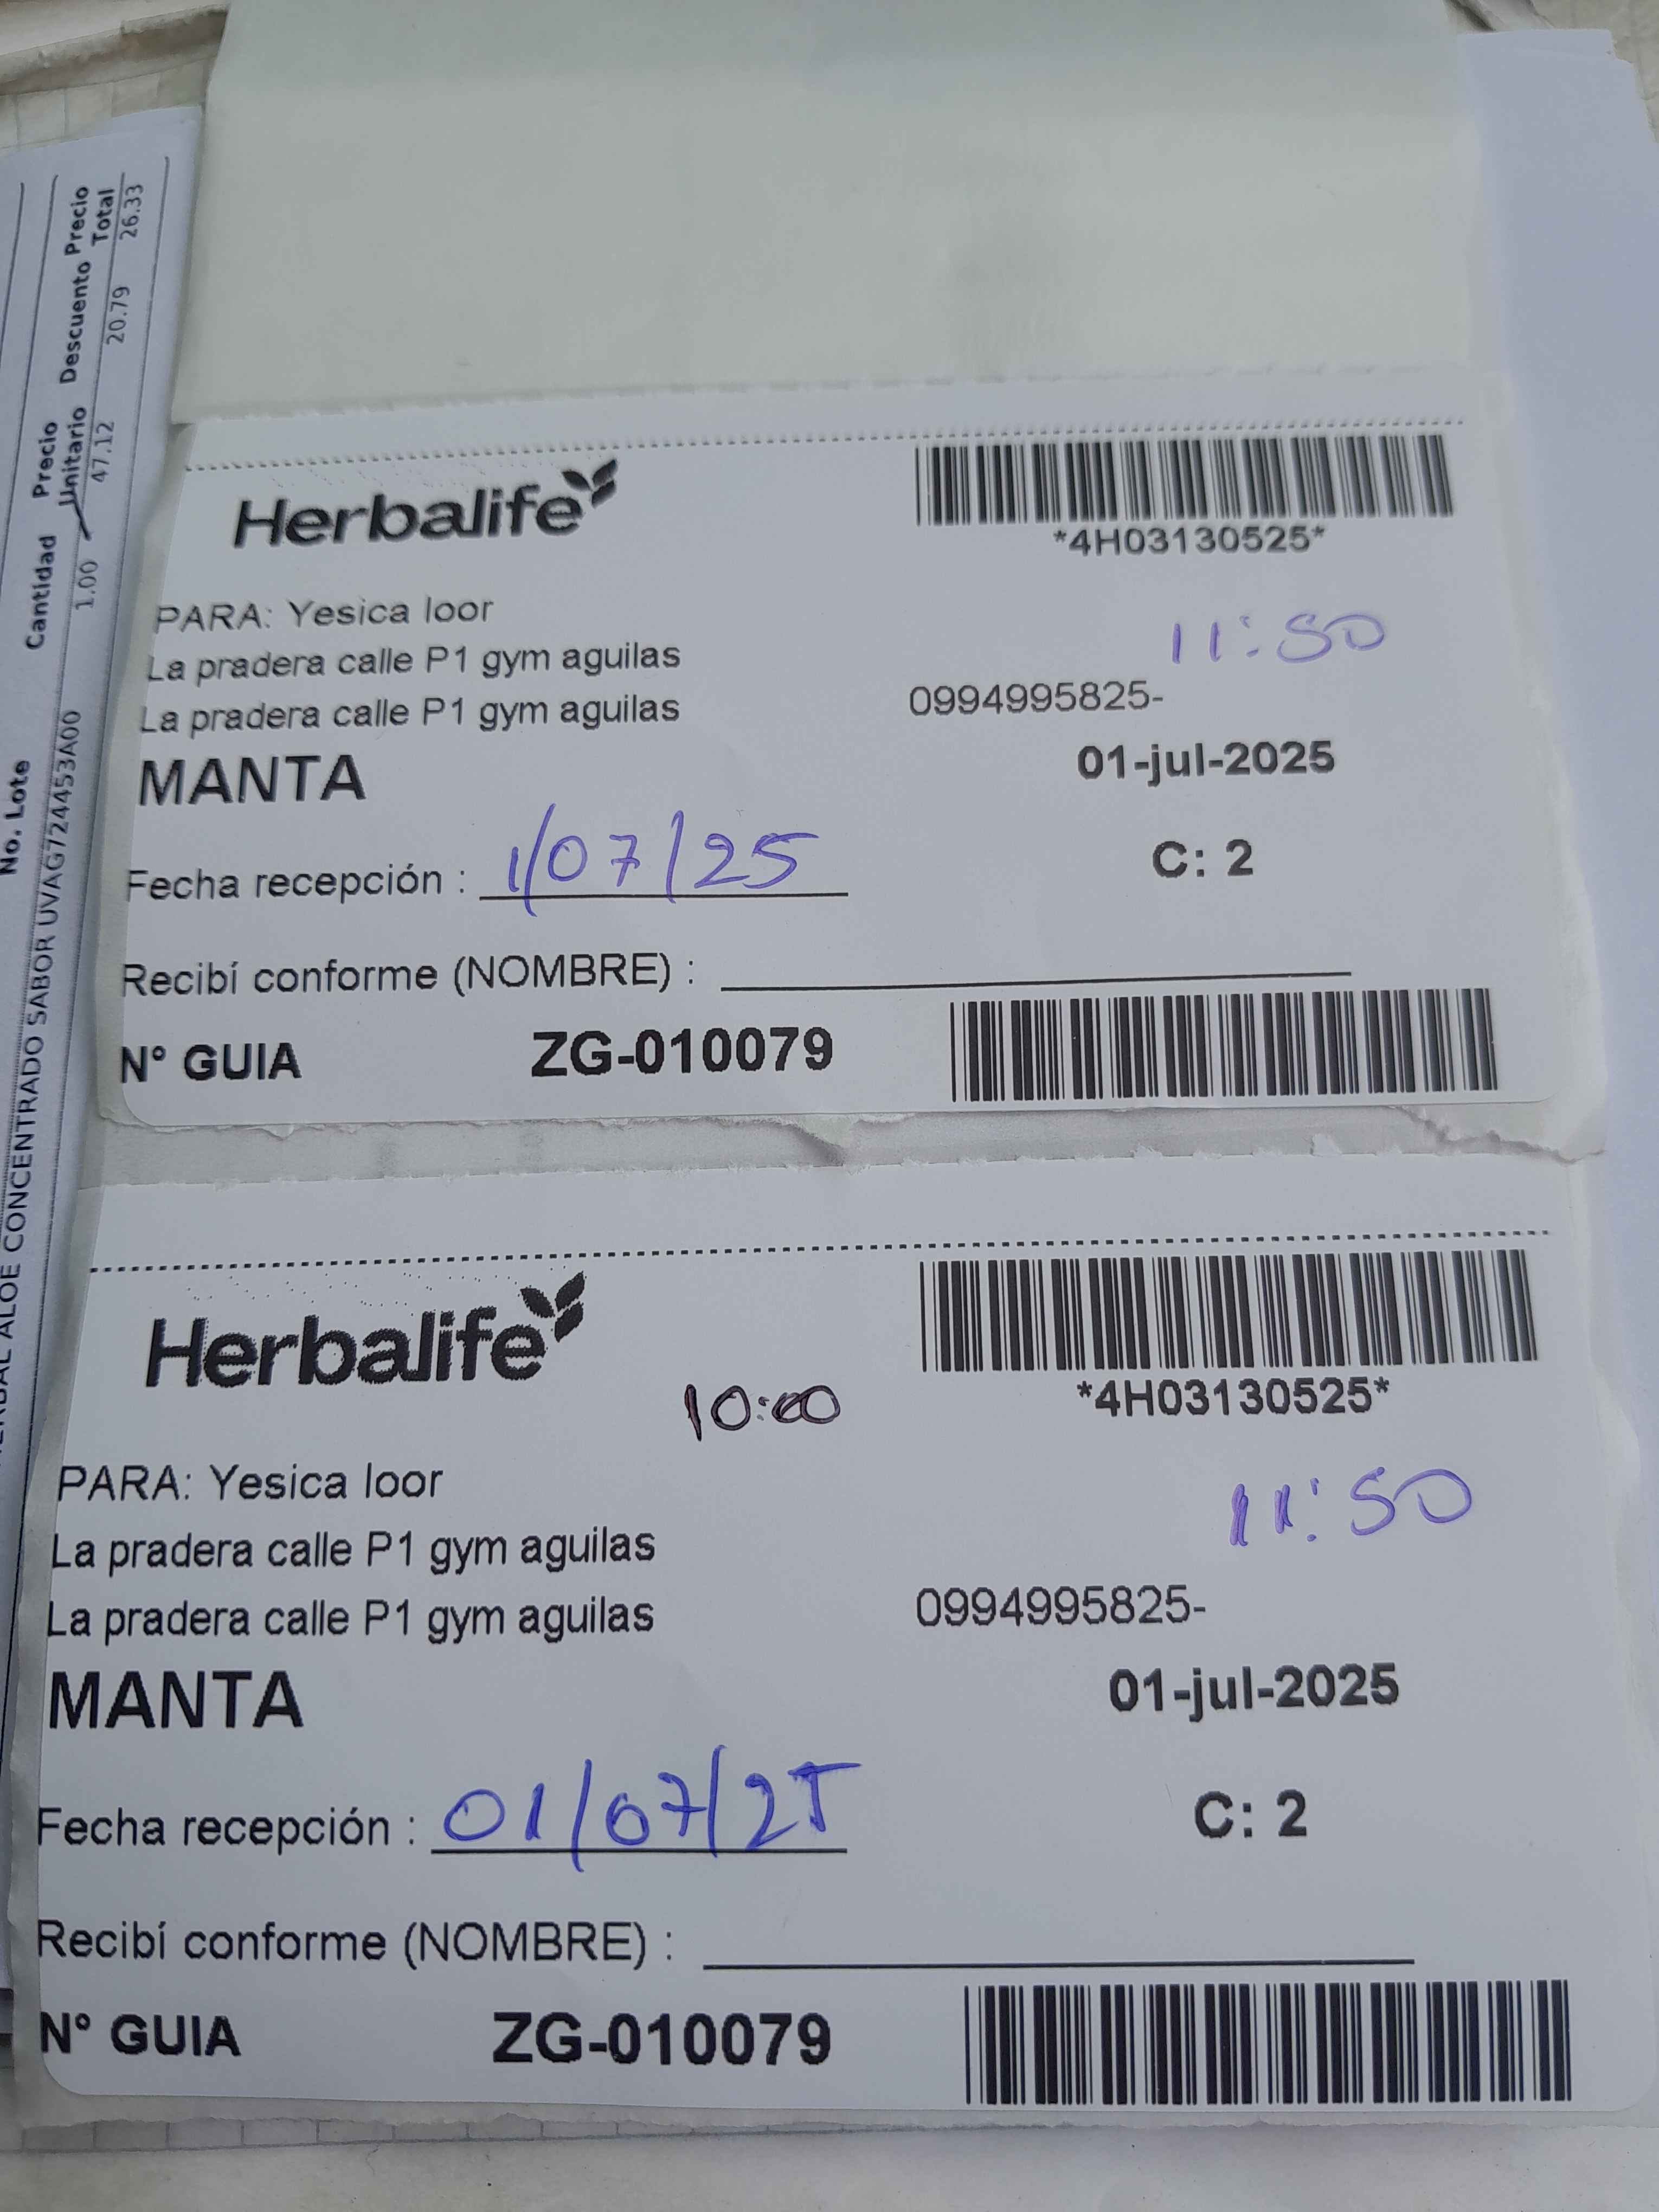 No. Lote Cantidad Precio Unitario Descuento Precio Total
ALOE CONCENTRADO SABOR UVAG724453A00 1.00 47.12 20.79 26.33
Herbalife
*4H03130525*
PARA: Yesica loor
11:50
La pradera calle P1 gym aguilas
La pradera calle P1 gym aguilas
0994995825-
MANTA
01-jul-2025
Fecha recepción : 1/07/25
C: 2
Recibí conforme (NOMBRE) :
N° GUIA ZG-010079
Herbalife
*4H03130525*
10:00
PARA: Yesica loor
11:50
La pradera calle P1 gym aguilas
La pradera calle P1 gym aguilas
0994995825-
MANTA
01-jul-2025
Fecha recepción : 01/07/25
C: 2
Recibí conforme (NOMBRE) :
N° GUIA ZG-010079